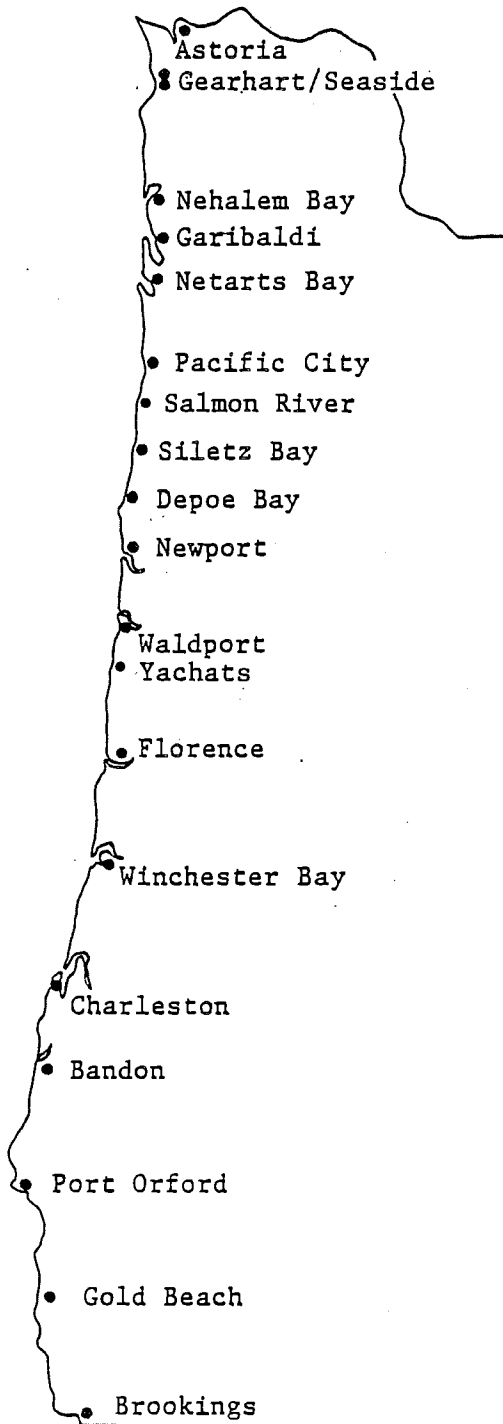 Astoria
Gearhart/Seaside
Nehalem Bay
Garibaldi
Netarts Bay
Pacific City
Salmon River
Siletz Bay
Depoe Bay
Newport
Waldport
Yachats
Florence
Winchester Bay
Charleston
Bandon
Port Orford
Gold Beach
Brookings